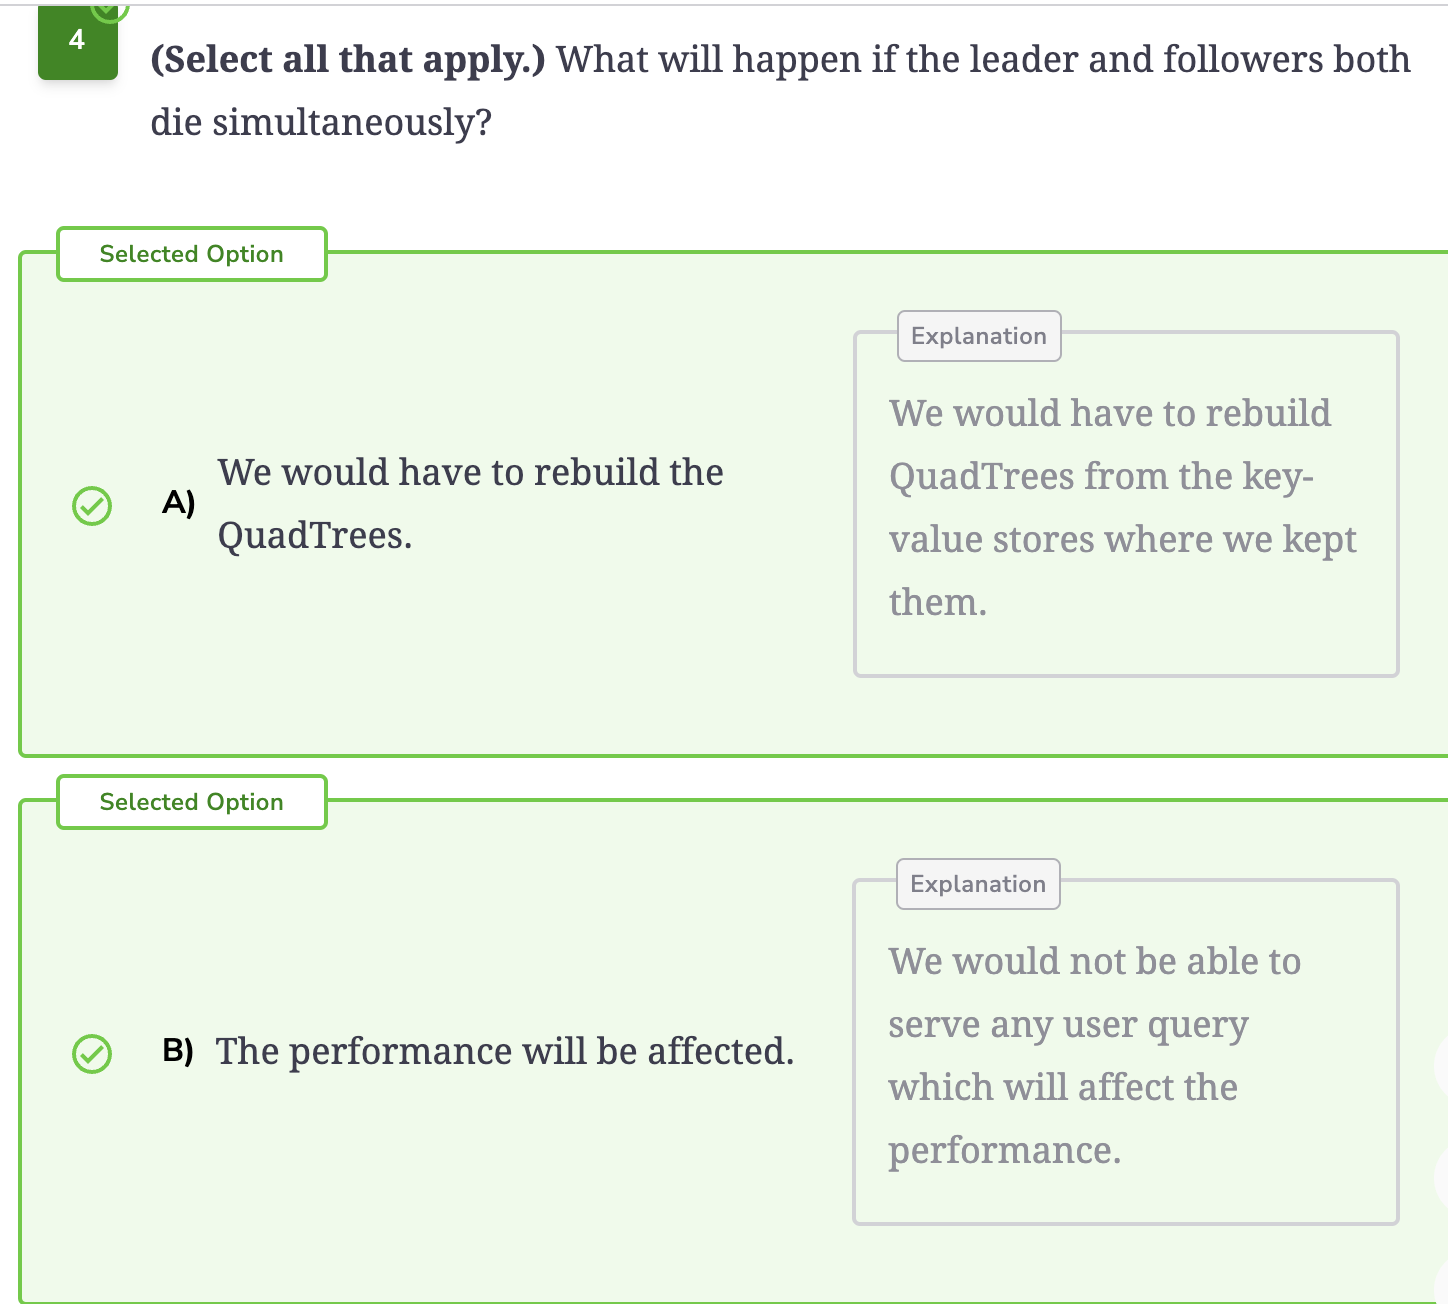 4
(Select all that apply.) What will happen if the leader and followers both
die simultaneously?
Selected Option
A)
We would have to rebuild the
QuadTrees.
Explanation
We would have to rebuild
QuadTrees from the key-
value stores where we kept
them.
Selected Option
B) The performance will be affected.
Explanation
We would not be able to
serve any user query
which will affect the
performance.